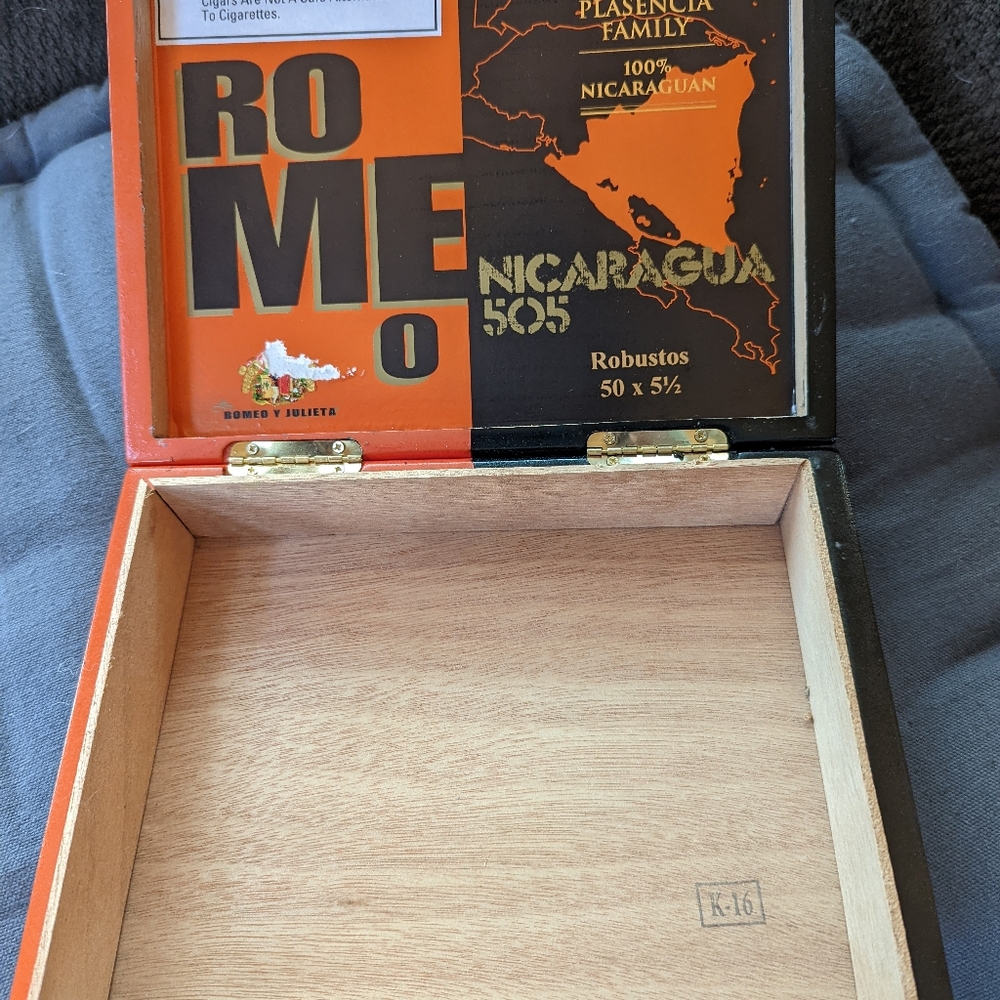 To Cigarettes.
RO
ME
O
ROMEO Y JULIETA
PLASENCIA
FAMILY
100%
NICARAGUAN
NICARAGUA
505
Robustos
50 x 5½
K-16